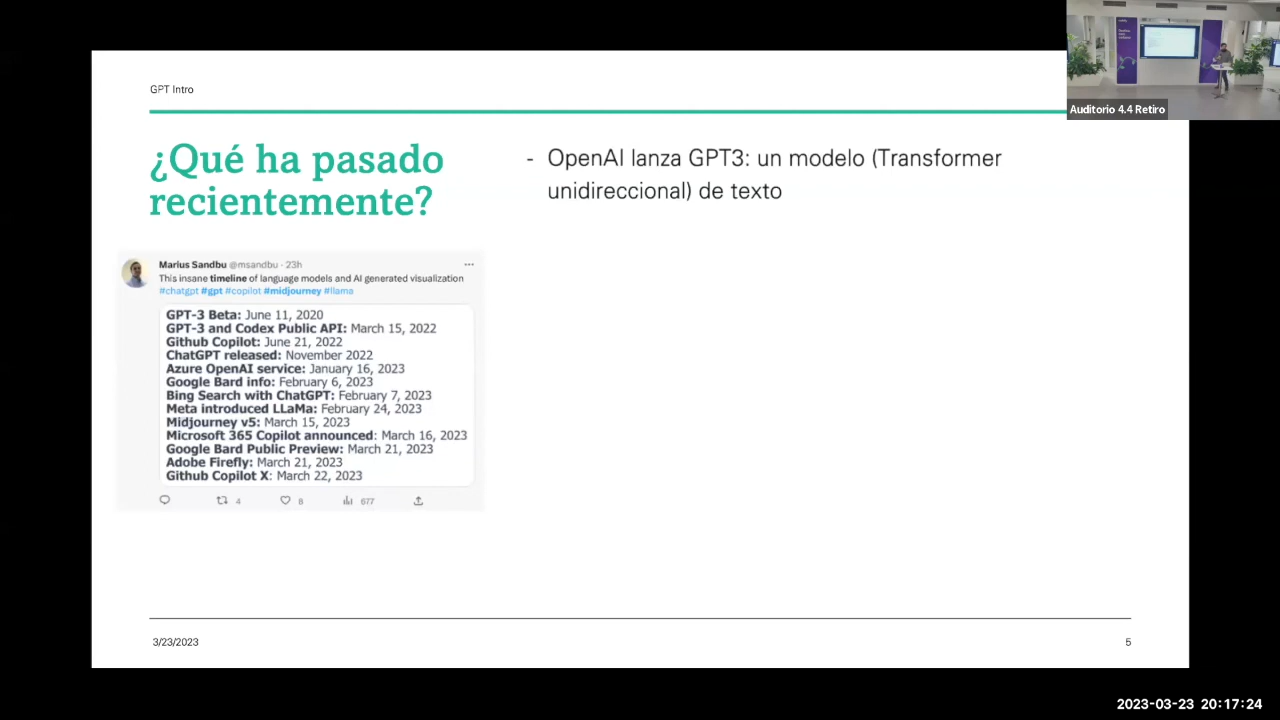 GPT Intro
¿Qué ha pasado
recientemente?
- OpenAI lanza GPT3: un modelo (Transformer
unidireccional) de texto
Marius Sandbu @msandbu · 23h
This insane timeline of language models and AI generated visualization
#chatgpt #gpt #copilot #midjourney #llama
GPT-3 Beta: June 11, 2020
GPT-3 and Codex Public API: March 15, 2022
Github Copilot: June 21, 2022
ChatGPT released: November 2022
Azure OpenAI service: January 16, 2023
Google Bard info: February 6, 2023
Bing Search with ChatGPT: February 7, 2023
Meta introduced LLaMa: February 24, 2023
Midjourney v5: March 15, 2023
Microsoft 365 Copilot announced: March 16, 2023
Google Bard Public Preview: March 21, 2023
Adobe Firefly: March 21, 2023
Github Copilot X: March 22, 2023
4 8 677
3/23/2023
5
Auditorio 4.4 Retiro
2023-03-23 20:17:24